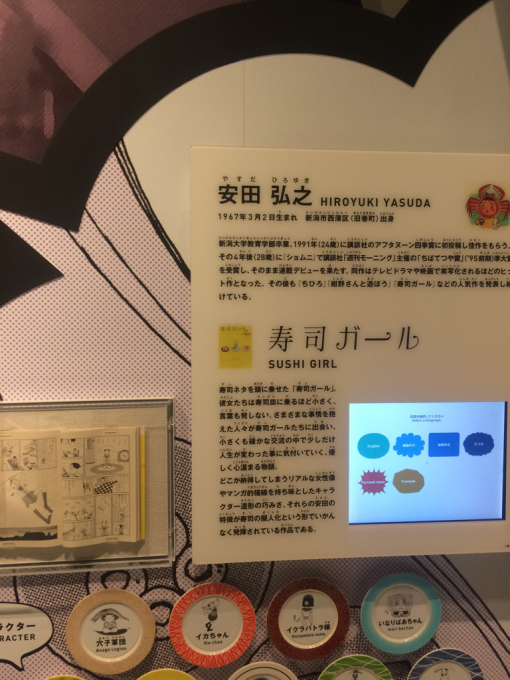 やすだ ひろゆき
安田 弘之 HIROYUKI YASUDA
1967年3月2日生まれ 新潟市西蒲区(旧巻町)出身
新潟大学教育学部卒業。1991年(24歳)に講談社のアフタヌーン四季賞に初投稿し佳作をもらう。
その4年後(28歳)に「ショムニ」で講談社「週刊モーニング」主催の「ちばてつや賞」('95前期)準大
を受賞し、そのまま連載デビューを果たす。同作はテレビドラマや映画で実写化されるほどのヒッ
ト作となった。その後も「ちひろ」「紺野さんと遊ぼう」「寿司ガール」などの人気作を発表し続
けている。
寿司ガール
SUSHI GIRL
寿司ネタを頭に乗せた「寿司ガール」。
彼女たちは寿司皿に乗るほど小さく、
言葉も発しない。さまざまな事情を抱
えた人々が寿司ガールたちに出会い、
小さくも確かな交流の中で少しだけ
人生が変わった事に気付いていく、優
しく心温まる物語。
どこか納得してしまうリアルな女性像
やマンガ的描線を持ち味としたキャラ
クター造形の巧みさ、それらの安田の
特徴が寿司の擬人化という形でいかん
なく発揮されている作品である。
English
Русский язык
Français
ラクター
ARACTER
穴子軍団
Anago Legion
イカちゃん
Ika-chan
イクラパトラ様
Ikurapatra-sama
いなりばあちゃん
Inari-bachan